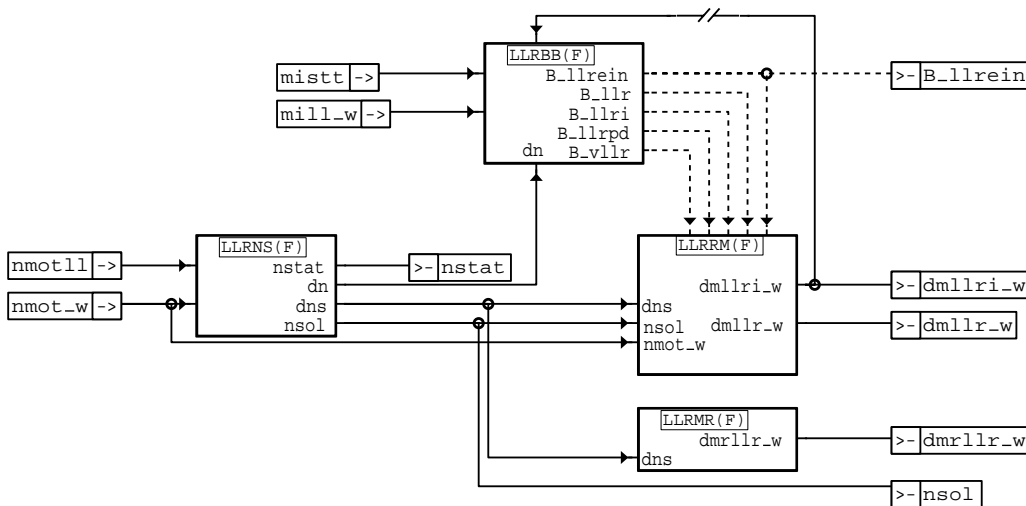 LLRBB(F)
mistt ->
B_llrein
>- B_llrein
B_llr
mill_w ->
B_llri
B_llrpd
dn
B_vllr
LLRNS(F)
LLRRM(F)
nmotll ->
nstat
>- nstat
dn
dmllri_w
>- dmllri_w
nmot_w ->
dns
dns
nsol
nsol
dmllr_w
>- dmllr_w
nmot_w
LLRMR(F)
dmrllr_w
>- dmrllr_w
dns
>- nsol